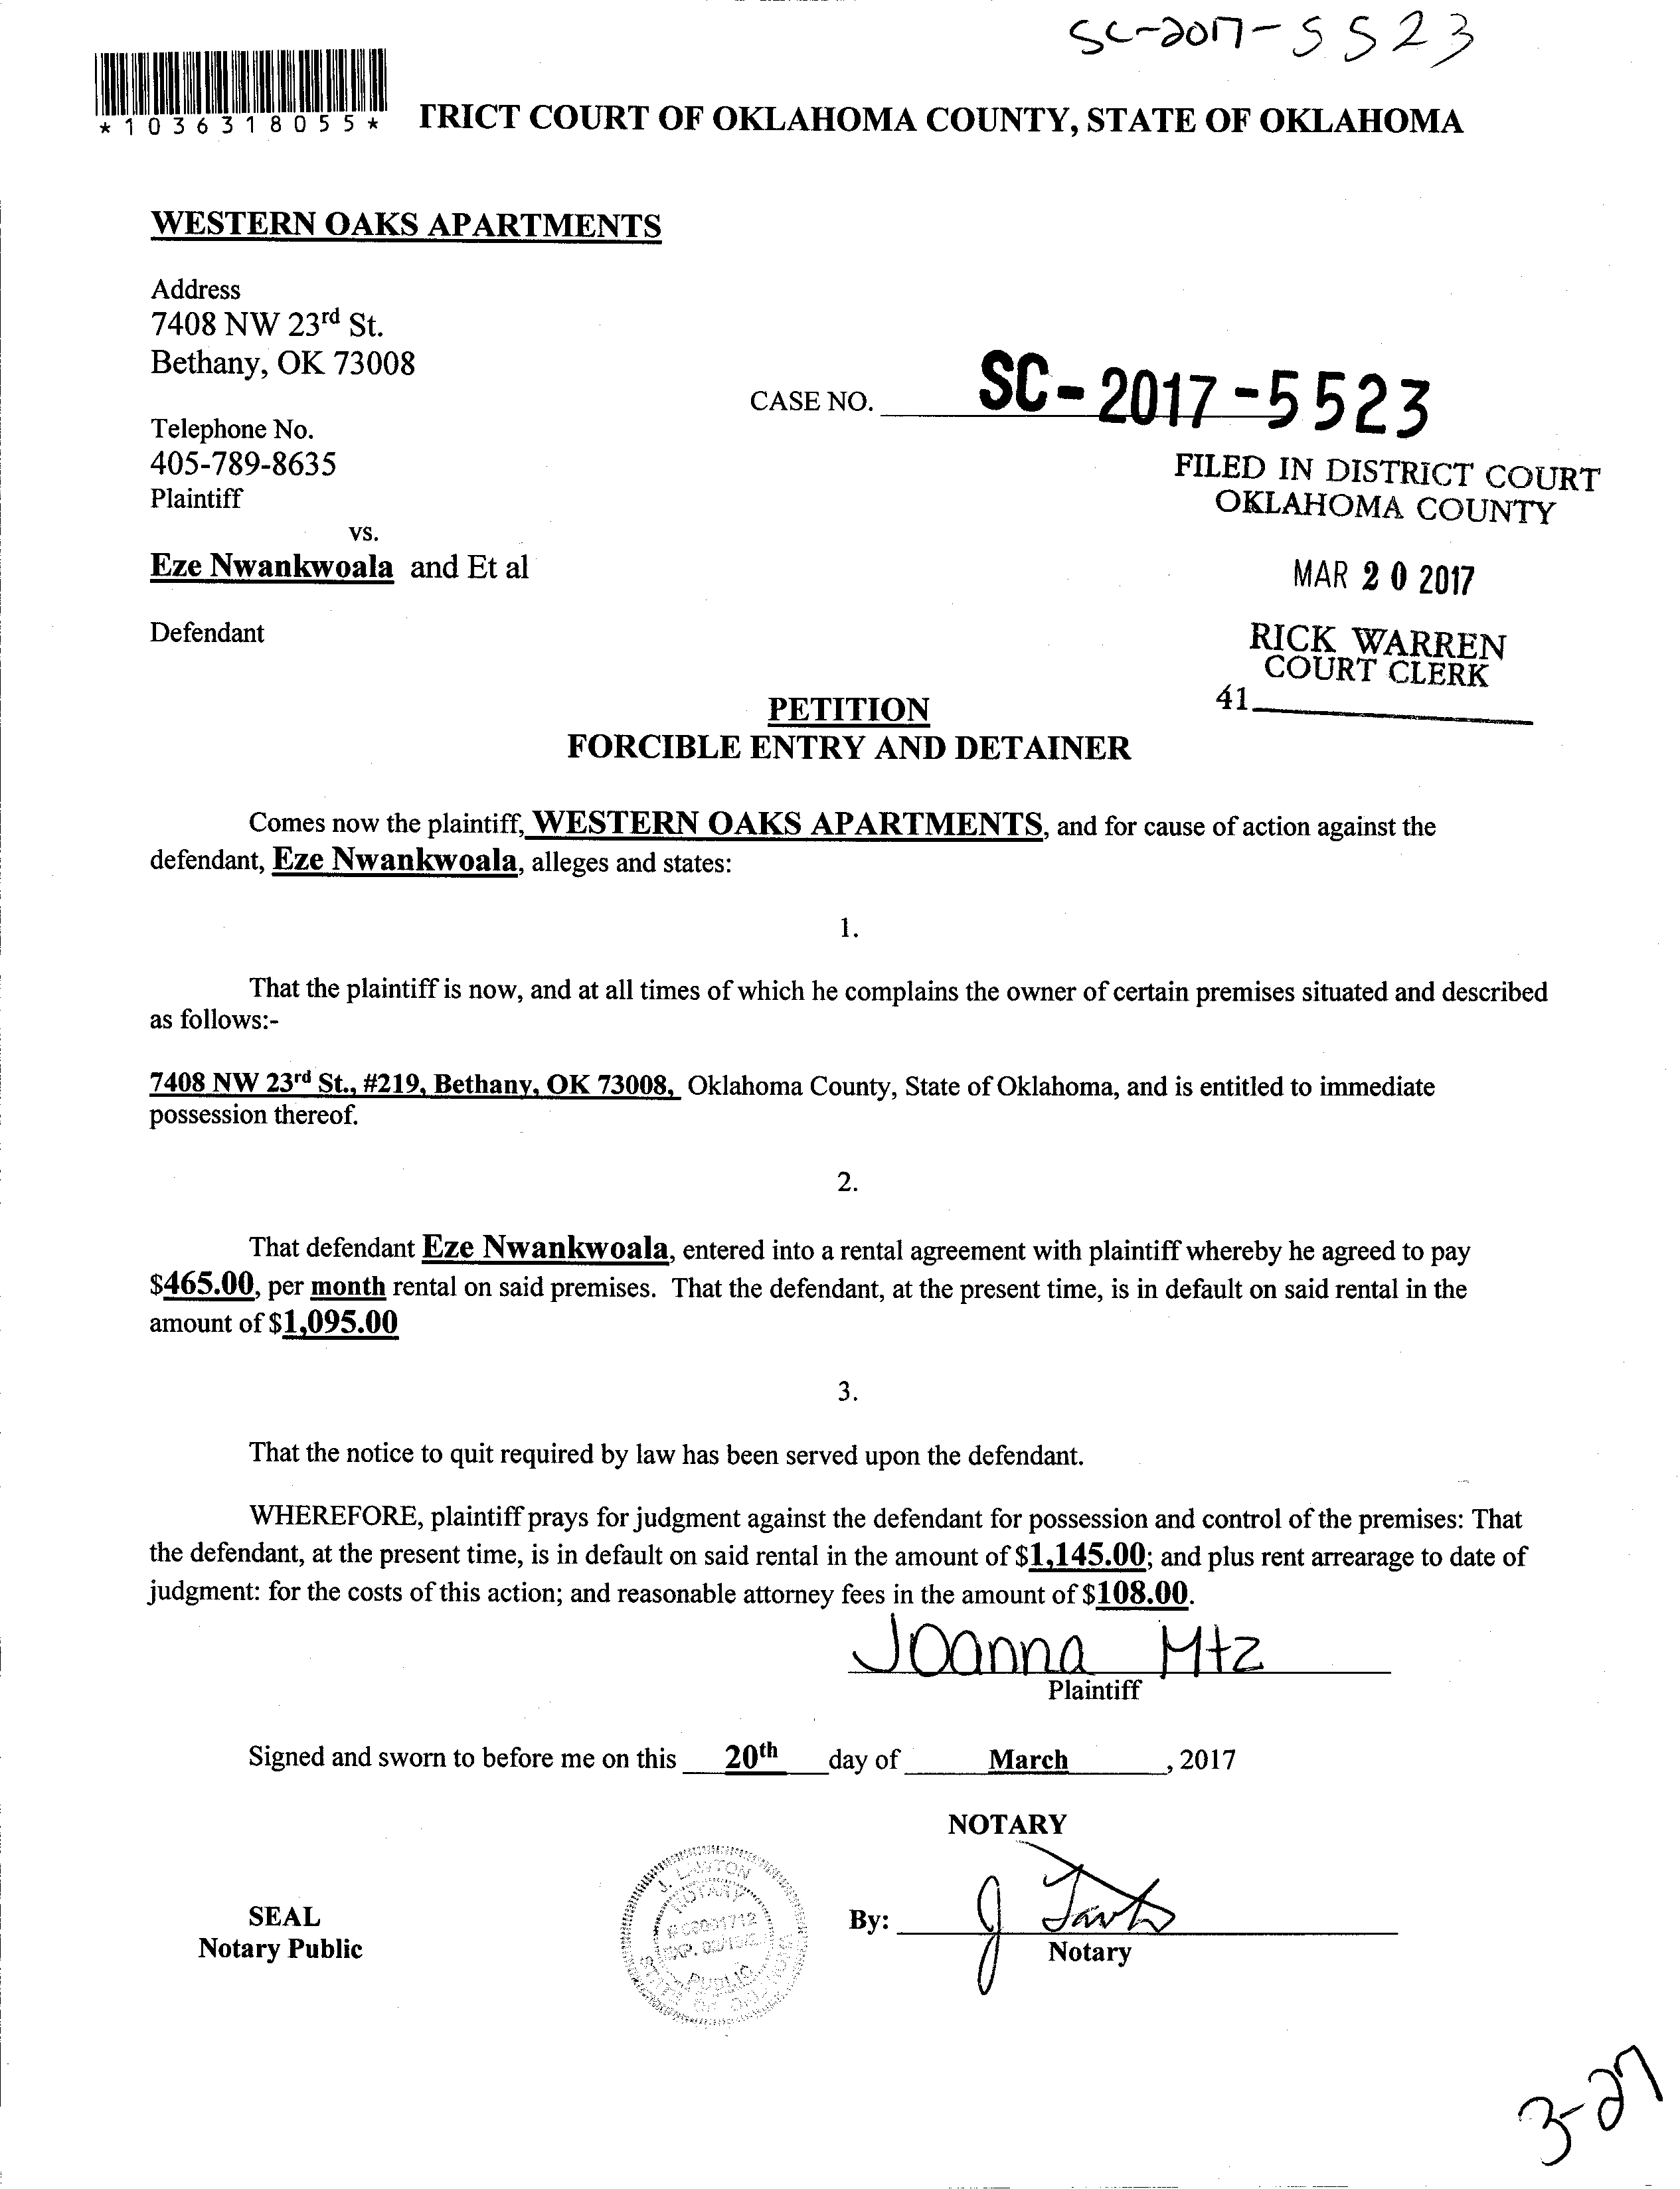 SC-2017-5523
*1036318055*
TRICT COURT OF OKLAHOMA COUNTY, STATE OF OKLAHOMA
WESTERN OAKS APARTMENTS
Address
7408 NW 23rd St.
Bethany, OK 73008
CASE NO. SC-2017-5523
Telephone No.
405-789-8635
Plaintiff
FILED IN DISTRICT COURT
OKLAHOMA COUNTY
vs.
Eze Nwankwoala and Et al
MAR 20 2017
Defendant
RICK WARREN
COURT CLERK
41
PETITION
FORCIBLE ENTRY AND DETAINER
Comes now the plaintiff, WESTERN OAKS APARTMENTS, and for cause of action against the
defendant, Eze Nwankwoala, alleges and states:
1.
That the plaintiff is now, and at all times of which he complains the owner of certain premises situated and described
as follows:-
7408 NW 23rd St., #219, Bethany, OK 73008, Oklahoma County, State of Oklahoma, and is entitled to immediate
possession thereof.
2.
That defendant Eze Nwankwoala, entered into a rental agreement with plaintiff whereby he agreed to pay
$465.00, per month rental on said premises. That the defendant, at the present time, is in default on said rental in the
amount of $1,095.00
3.
That the notice to quit required by law has been served upon the defendant.
WHEREFORE, plaintiff prays for judgment against the defendant for possession and control of the premises: That
the defendant, at the present time, is in default on said rental in the amount of $1,145.00; and plus rent arrearage to date of
judgment: for the costs of this action; and reasonable attorney fees in the amount of $108.00.
Joanna Mtz
Plaintiff
Signed and sworn to before me on this 20th day of March, 2017
NOTARY
J. LAWTON
NOTARY
PUBLIC
STATE OF
SEAL
Notary Public
By:
Notary
3-27